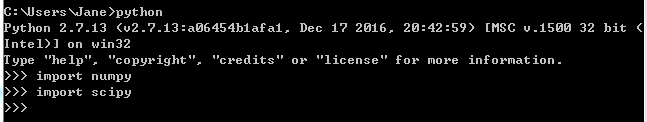 C:\Users\Jane>python
Python 2.7.13 (v2.7.13:a06454b1afa1, Dec 17 2016, 20:42:59) [MSC v.1500 32 bit (
Intel)] on win32
Type "help", "copyright", "credits" or "license" for more information.
>>> import numpy
>>> import scipy
>>>